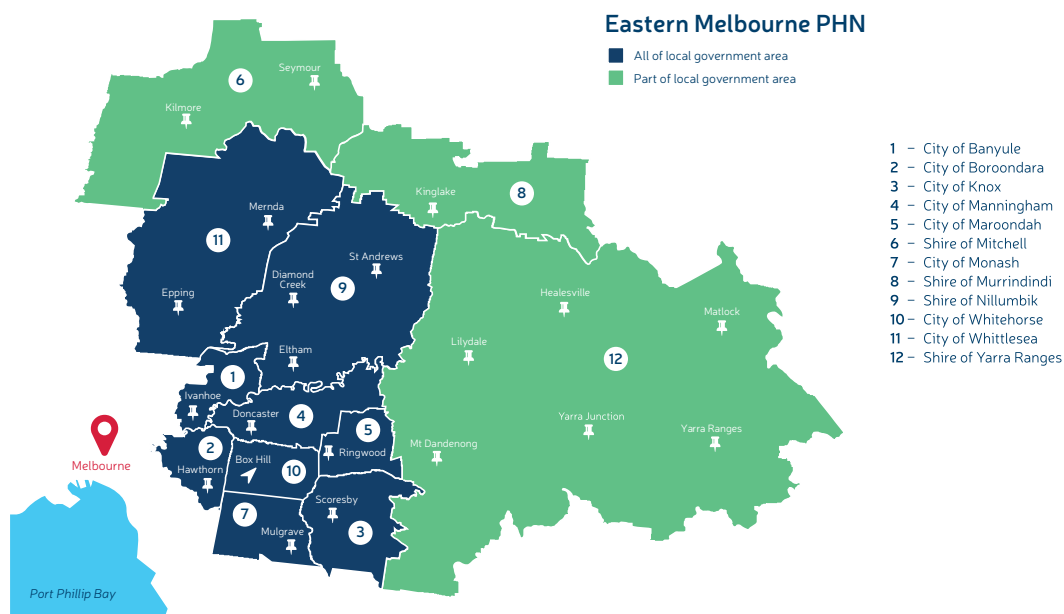 Eastern Melbourne PHN
All of local government area
Part of local government area
1 – City of Banyule
2 – City of Boroondara
3 – City of Knox
4 – City of Manningham
5 – City of Maroondah
6 – Shire of Mitchell
7 – City of Monash
8 – Shire of Murrindindi
9 – Shire of Nillumbik
10 – City of Whitehorse
11 – City of Whittlesea
12 – Shire of Yarra Ranges
Seymour
6
Kilmore
Kinglake
8
Mernda
11
St Andrews
Diamond
Creek
9
Epping
Healesville
Matlock
Lilydale
12
Eltham
1
Ivanhoe
Doncaster
4
5
Yarra Junction
Yarra Ranges
Mt Dandenong
2
Ringwood
Hawthorn
Box Hill
10
Melbourne
Scoresby
7
Mulgrave
3
Port Phillip Bay